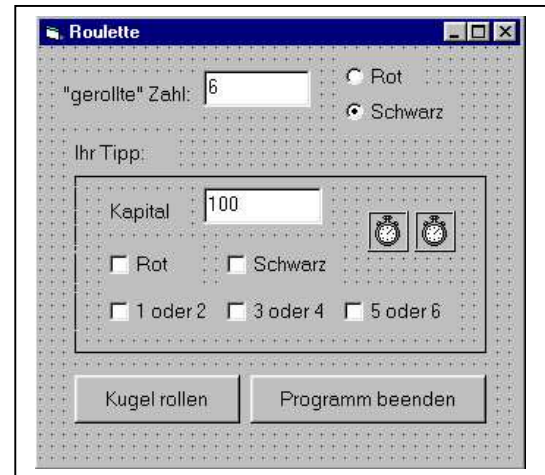 Roulette
"gerollte" Zahl: 6
Rot
Schwarz
Ihr Tipp:
Kapital 100
Rot Schwarz
1 oder 2 3 oder 4 5 oder 6
Kugel rollen Programm beenden